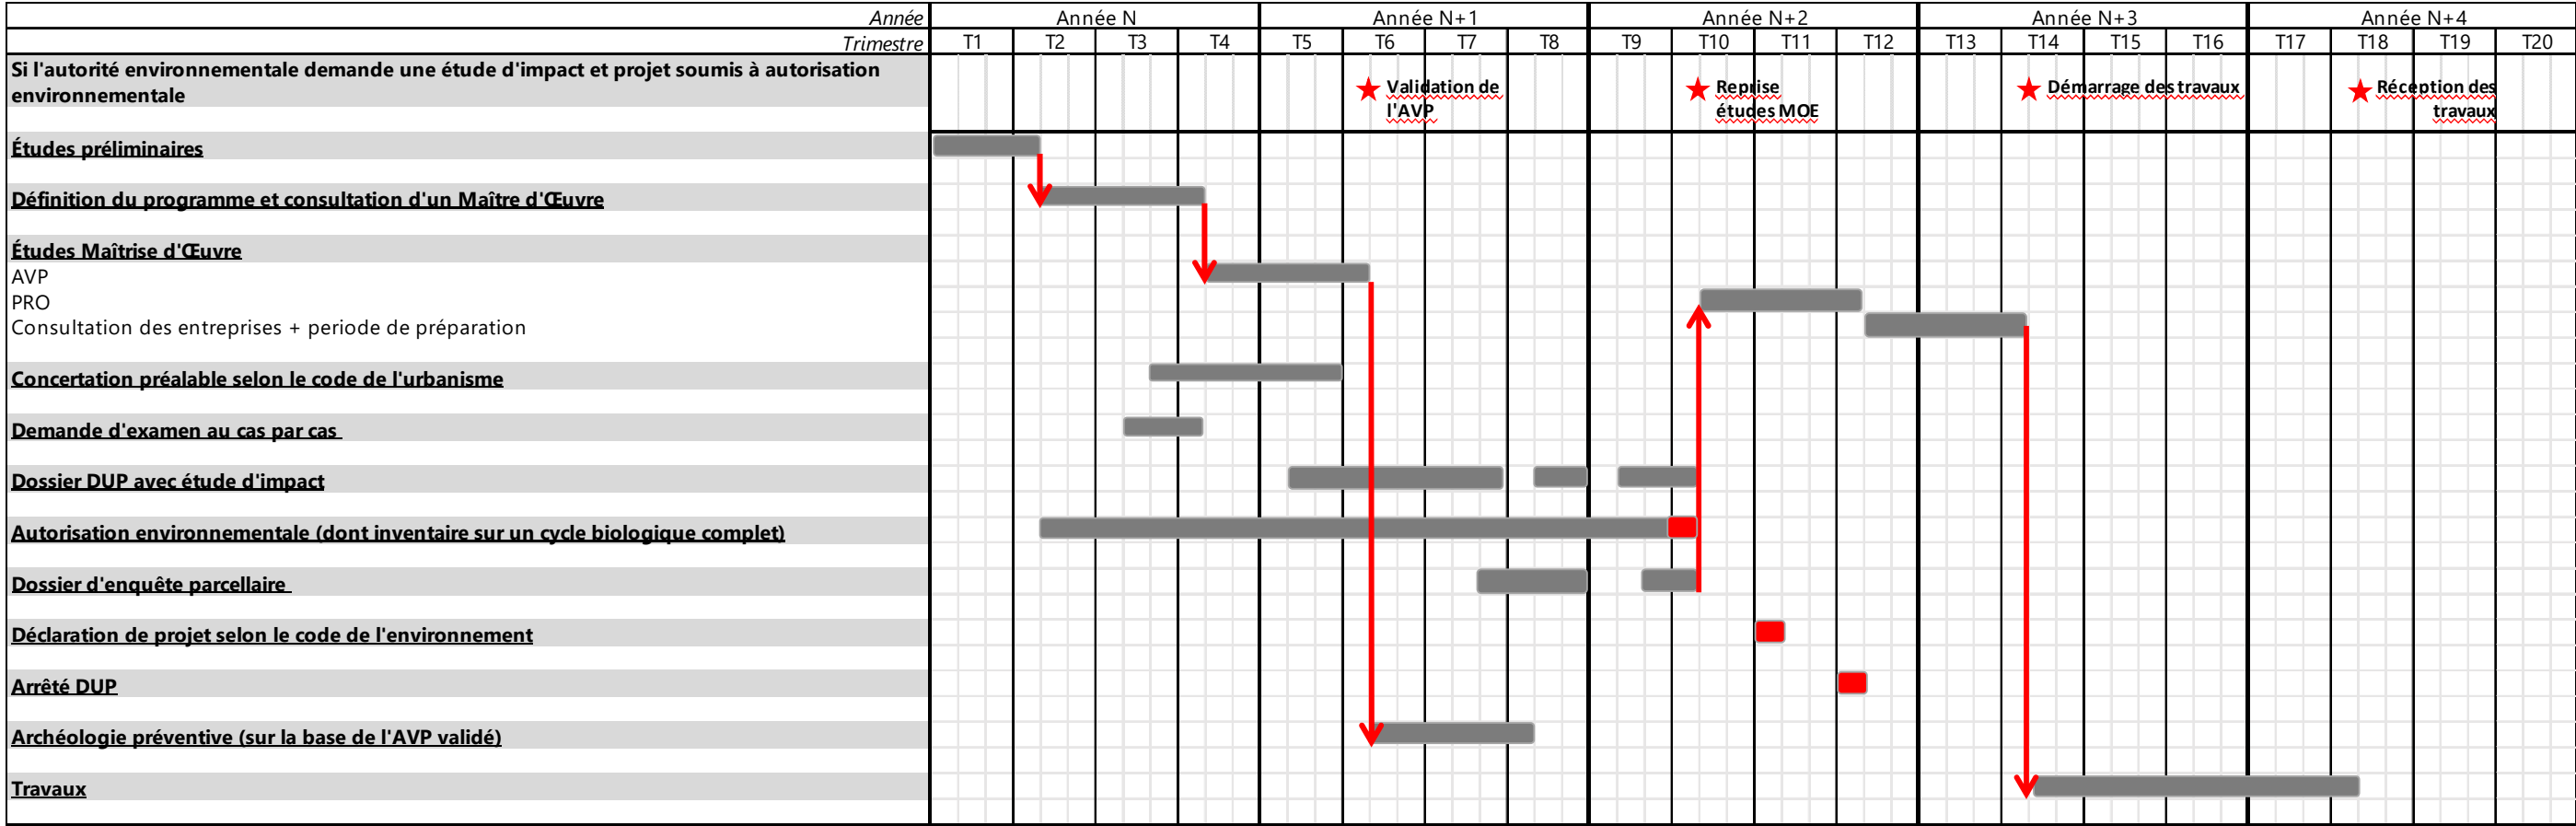 Année Année N Année N+1 Année N+2 Année N+3 Année N+4
Trimestre T1 T2 T3 T4 T5 T6 T7 T8 T9 T10 T11 T12 T13 T14 T15 T16 T17 T18 T19 T20
Si l'autorité environnementale demande une étude d'impact et projet soumis à autorisation
environnementale
Validation de
l'AVP
Reprise
études MOE
Démarrage des travaux
Réception des
travaux
Études préliminaires
Définition du programme et consultation d'un Maître d'Œuvre
Études Maîtrise d'Œuvre
AVP
PRO
Consultation des entreprises + periode de préparation
Concertation préalable selon le code de l'urbanisme
Demande d'examen au cas par cas
Dossier DUP avec étude d'impact
Autorisation environnementale (dont inventaire sur un cycle biologique complet)
Dossier d'enquête parcellaire
Déclaration de projet selon le code de l'environnement
Arrêté DUP
Archéologie préventive (sur la base de l'AVP validé)
Travaux